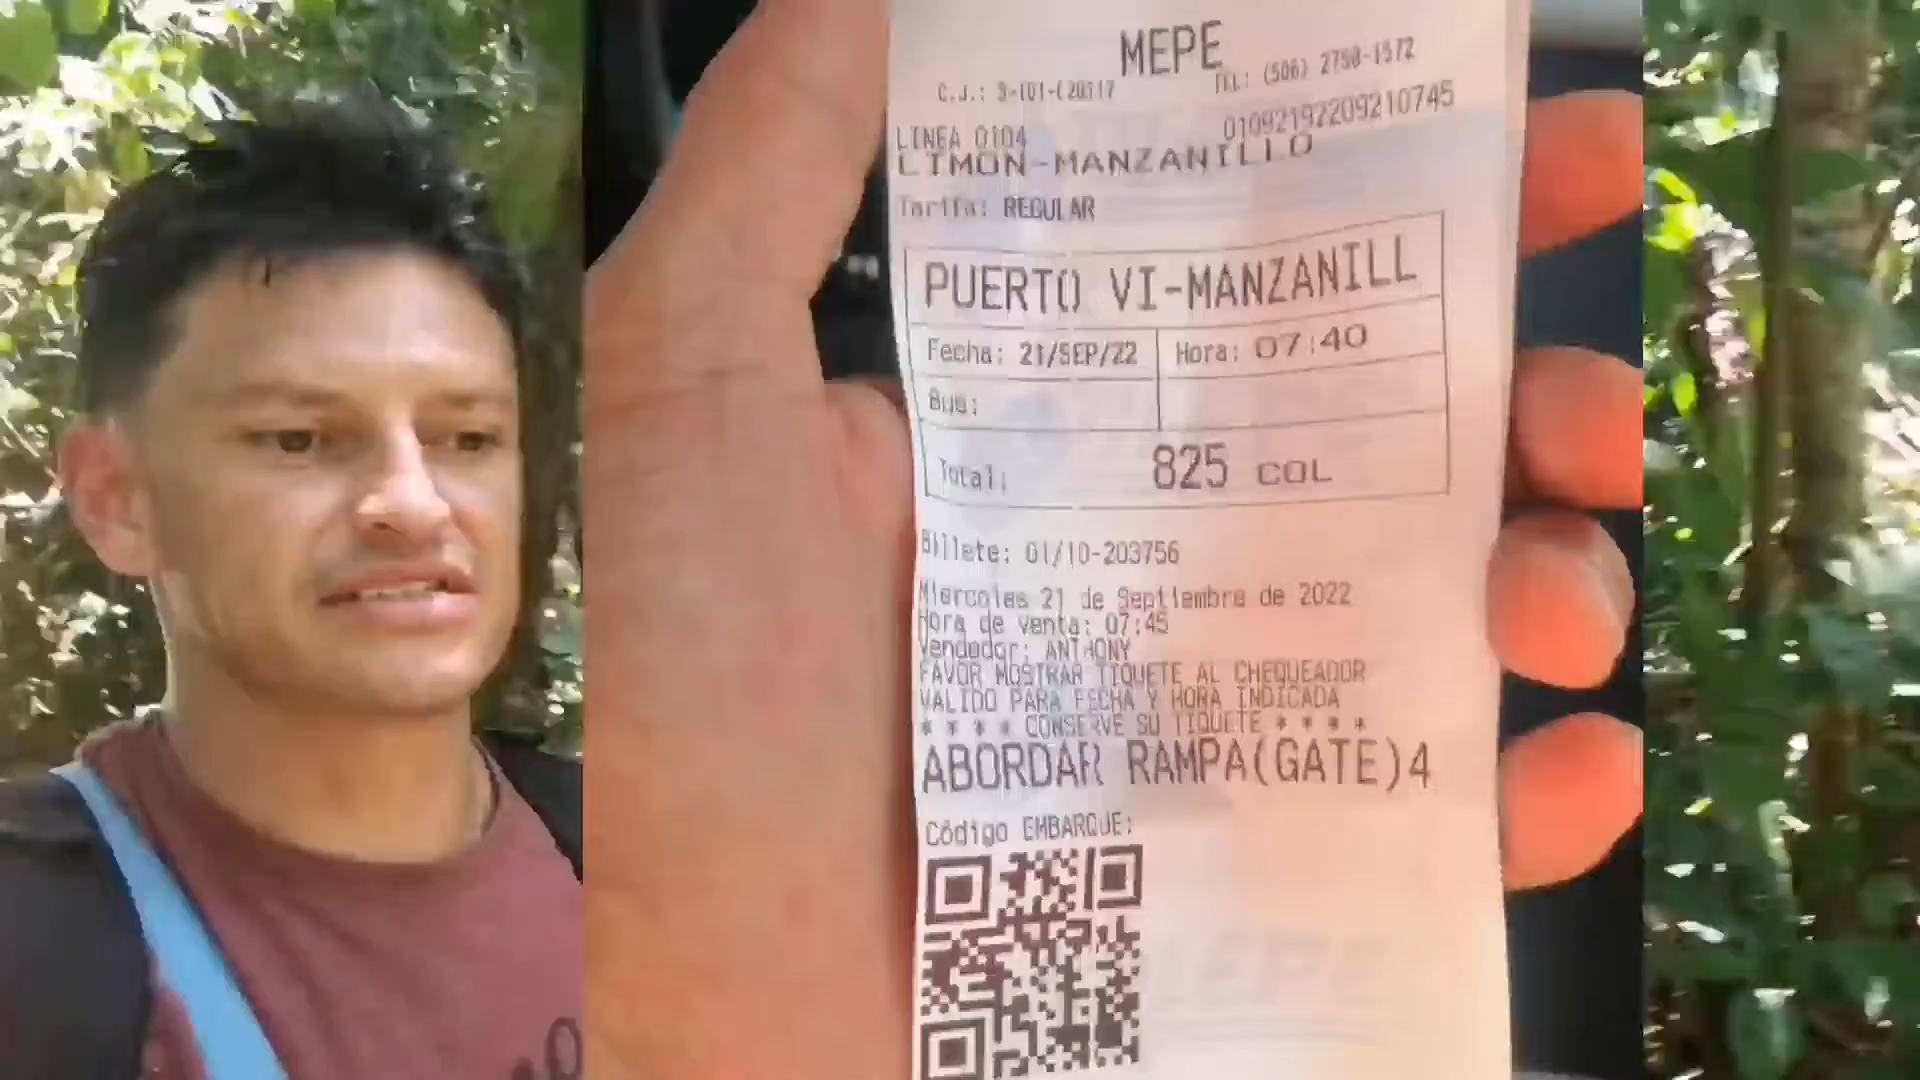 MEPE
C.J.: 3-101-
TEL: (506) 2750-1572
01092192209210745
LINEA 0104
LIMON-MANZANILLO
Tarifa: REGULAR
PUERTO VI-MANZANILL
Fecha: 21/SEP/22 Hora: 07:40
Bus:
Total: 825 COL
Billete: 01/10-203756
Miercoles 21 de Septiembre de 2022
Hora de venta: 07:45
Vendedor: ANTHONY
FAVOR MOSTRAR TIQUETE AL CHEQUEADOR
VALIDO PARA FECHA Y HORA INDICADA
* * * * CONSERVE SU TIQUETE * * * *
ABORDAR RAMPA(GATE)4
Código EMBARQUE: